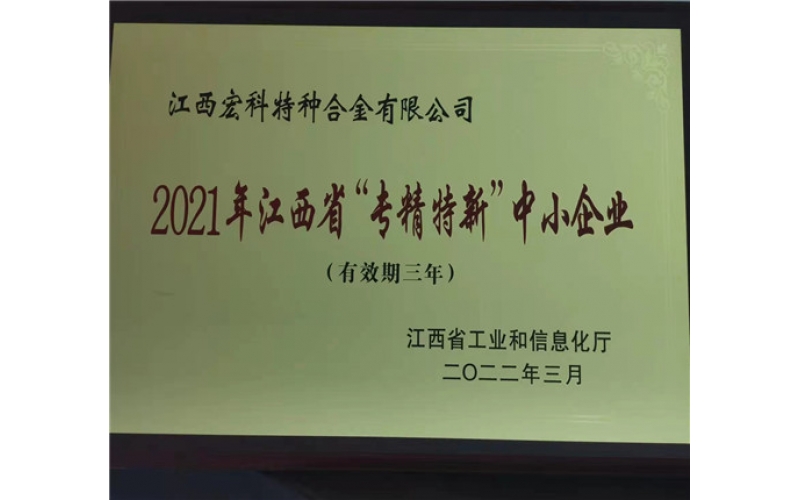 江西宏科特种合金有限公司
2021年江西省“专精特新”中小企业
（有效期三年）
江西省工业和信息化厅
二〇二二年三月